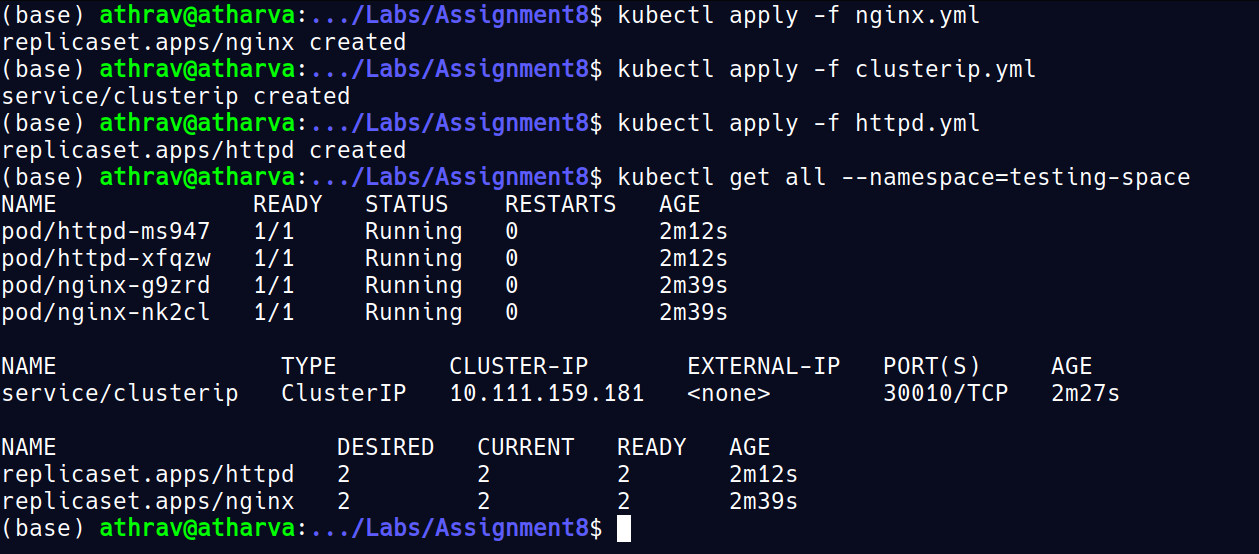 (base) athrav@atharva:.../Labs/Assignment8$ kubectl apply -f nginx.yml
replicaset.apps/nginx created
(base) athrav@atharva:.../Labs/Assignment8$ kubectl apply -f clusterip.yml
service/clusterip created
(base) athrav@atharva:.../Labs/Assignment8$ kubectl apply -f httpd.yml
replicaset.apps/httpd created
(base) athrav@atharva:.../Labs/Assignment8$ kubectl get all --namespace=testing-space
NAME              READY   STATUS    RESTARTS   AGE
pod/httpd-ms947   1/1     Running   0          2m12s
pod/httpd-xfqzw   1/1     Running   0          2m12s
pod/nginx-g9zrd   1/1     Running   0          2m39s
pod/nginx-nk2cl   1/1     Running   0          2m39s

NAME                TYPE        CLUSTER-IP       EXTERNAL-IP   PORT(S)     AGE
service/clusterip   ClusterIP   10.111.159.181   <none>        30010/TCP   2m27s

NAME                    DESIRED   CURRENT   READY   AGE
replicaset.apps/httpd   2         2         2       2m12s
replicaset.apps/nginx   2         2         2       2m39s
(base) athrav@atharva:.../Labs/Assignment8$